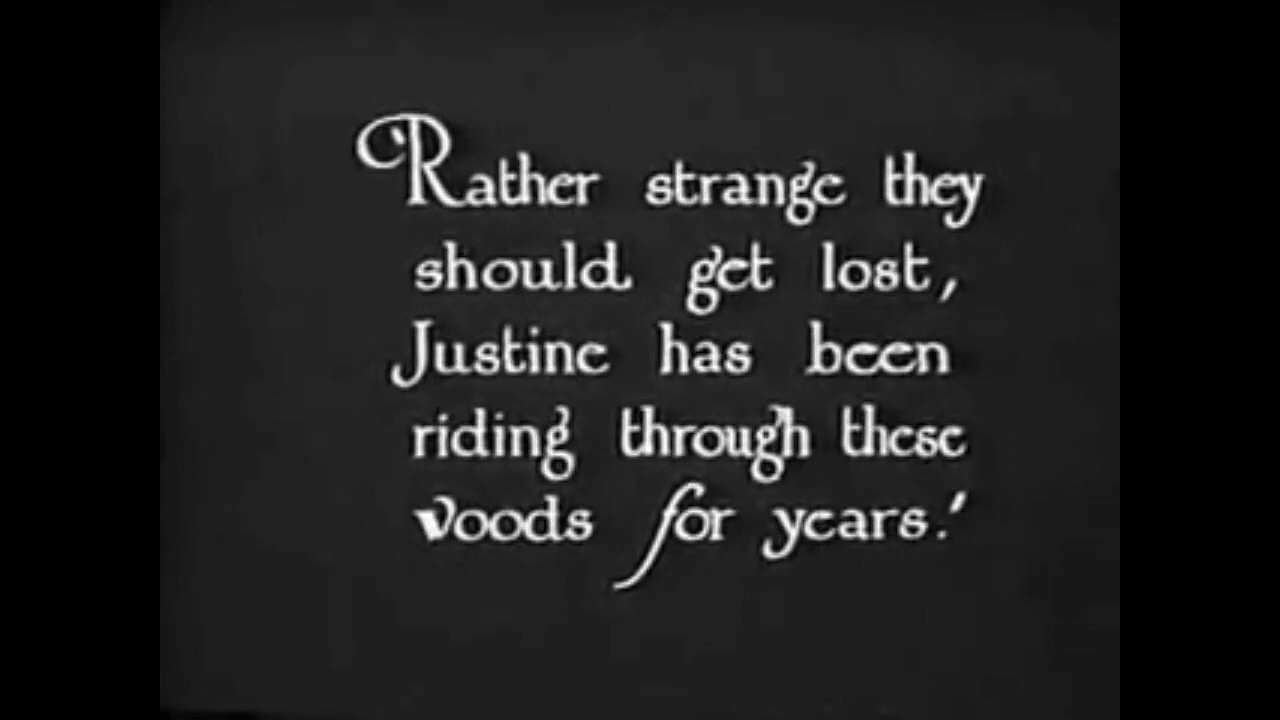 'Rather strange they
should get lost,
Justine has been
riding through these
woods for years.'